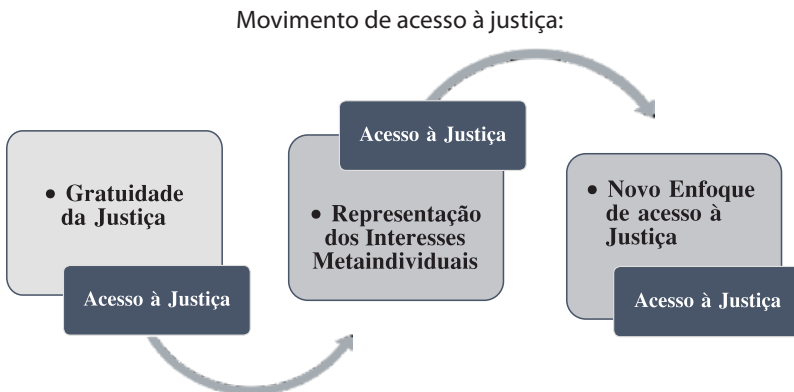 Movimento de acesso à justiça:
• Gratuidade
da Justiça
Acesso à Justiça
Acesso à Justiça
• Representação
dos Interesses
Metaindividuais
• Novo Enfoque
de acesso à
Justiça
Acesso à Justiça